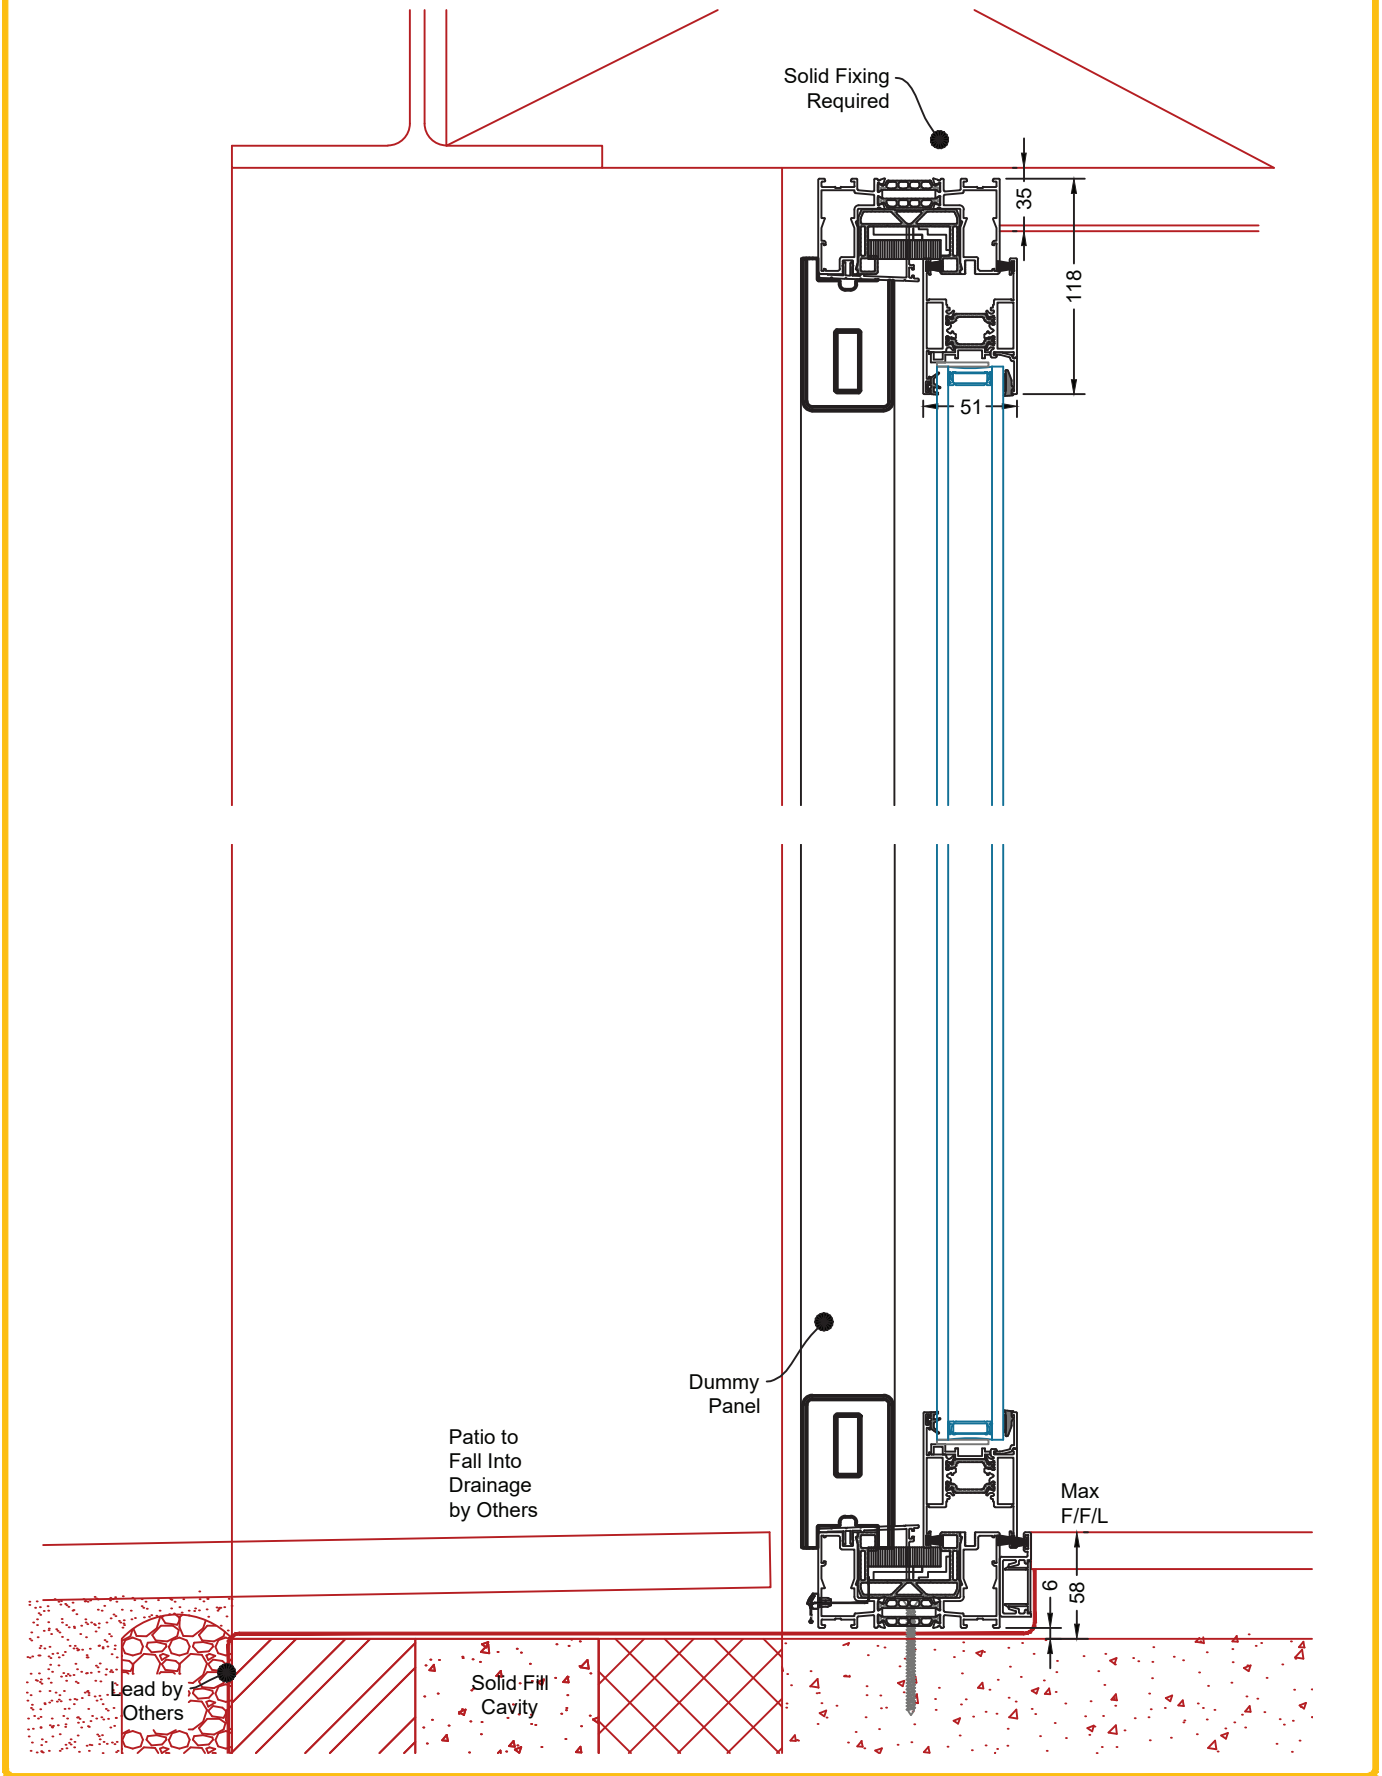 Solid Fixing
Required
35
118
51
Dummy
Panel
Patio to
Fall Into
Drainage
by Others
Max
F/F/L
6
58
Lead by
Others
Solid Fill
Cavity